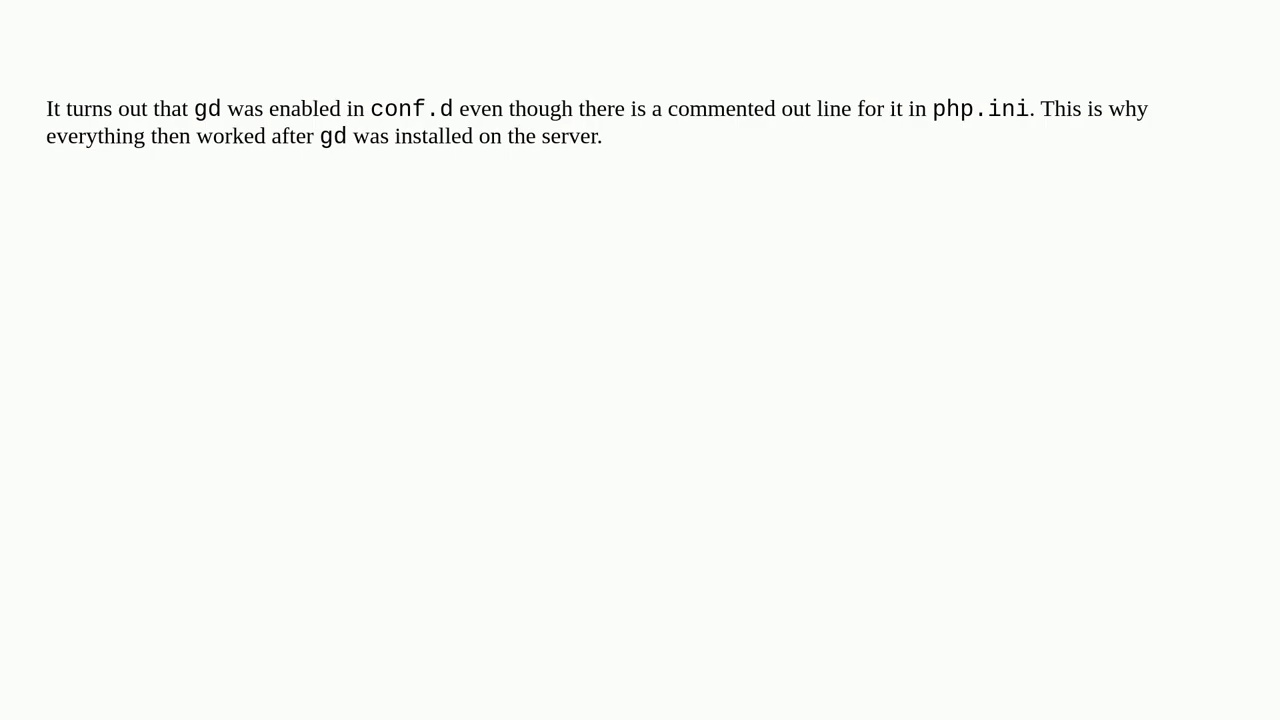 It turns out that gd was enabled in conf.d even though there is a commented out line for it in php.ini. This is why
everything then worked after gd was installed on the server.